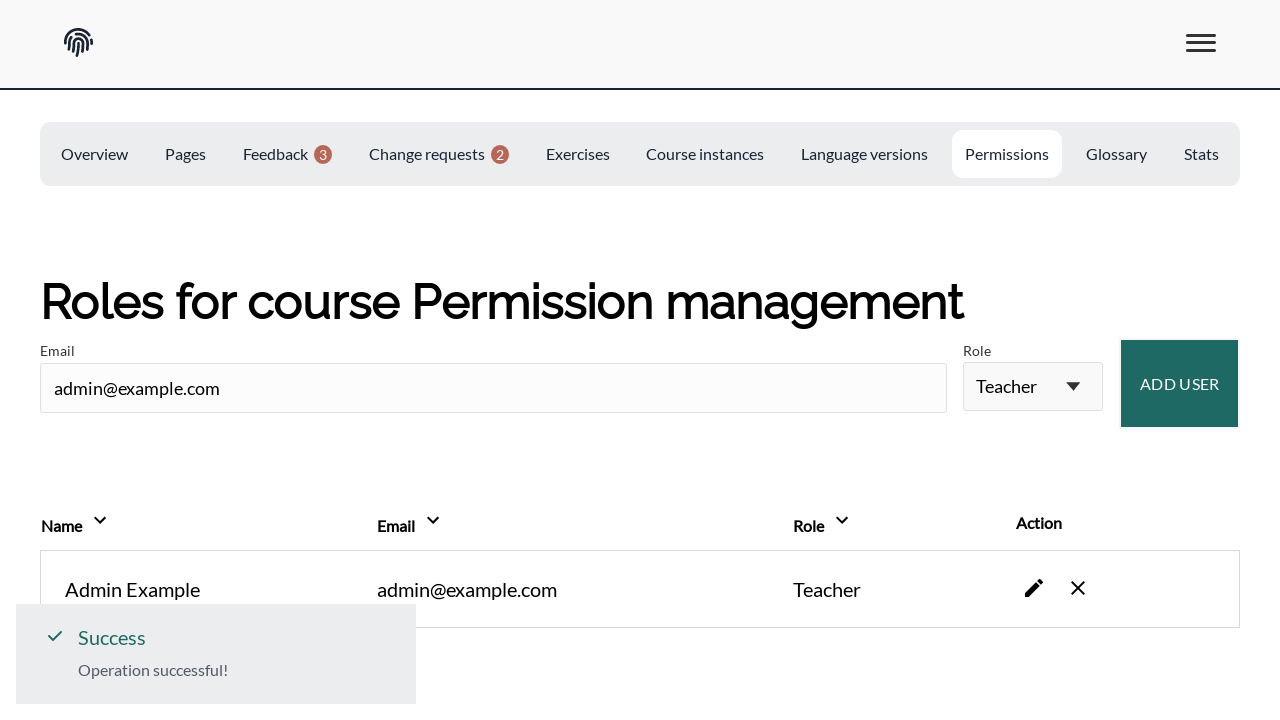 Overview Pages Feedback 3 Change requests 2 Exercises Course instances Language versions Permissions Glossary Stats
Roles for course Permission management
Email Role
admin@example.com Teacher ADD USER
Name Email Role Action
Admin Example admin@example.com Teacher
Success
Operation successful!